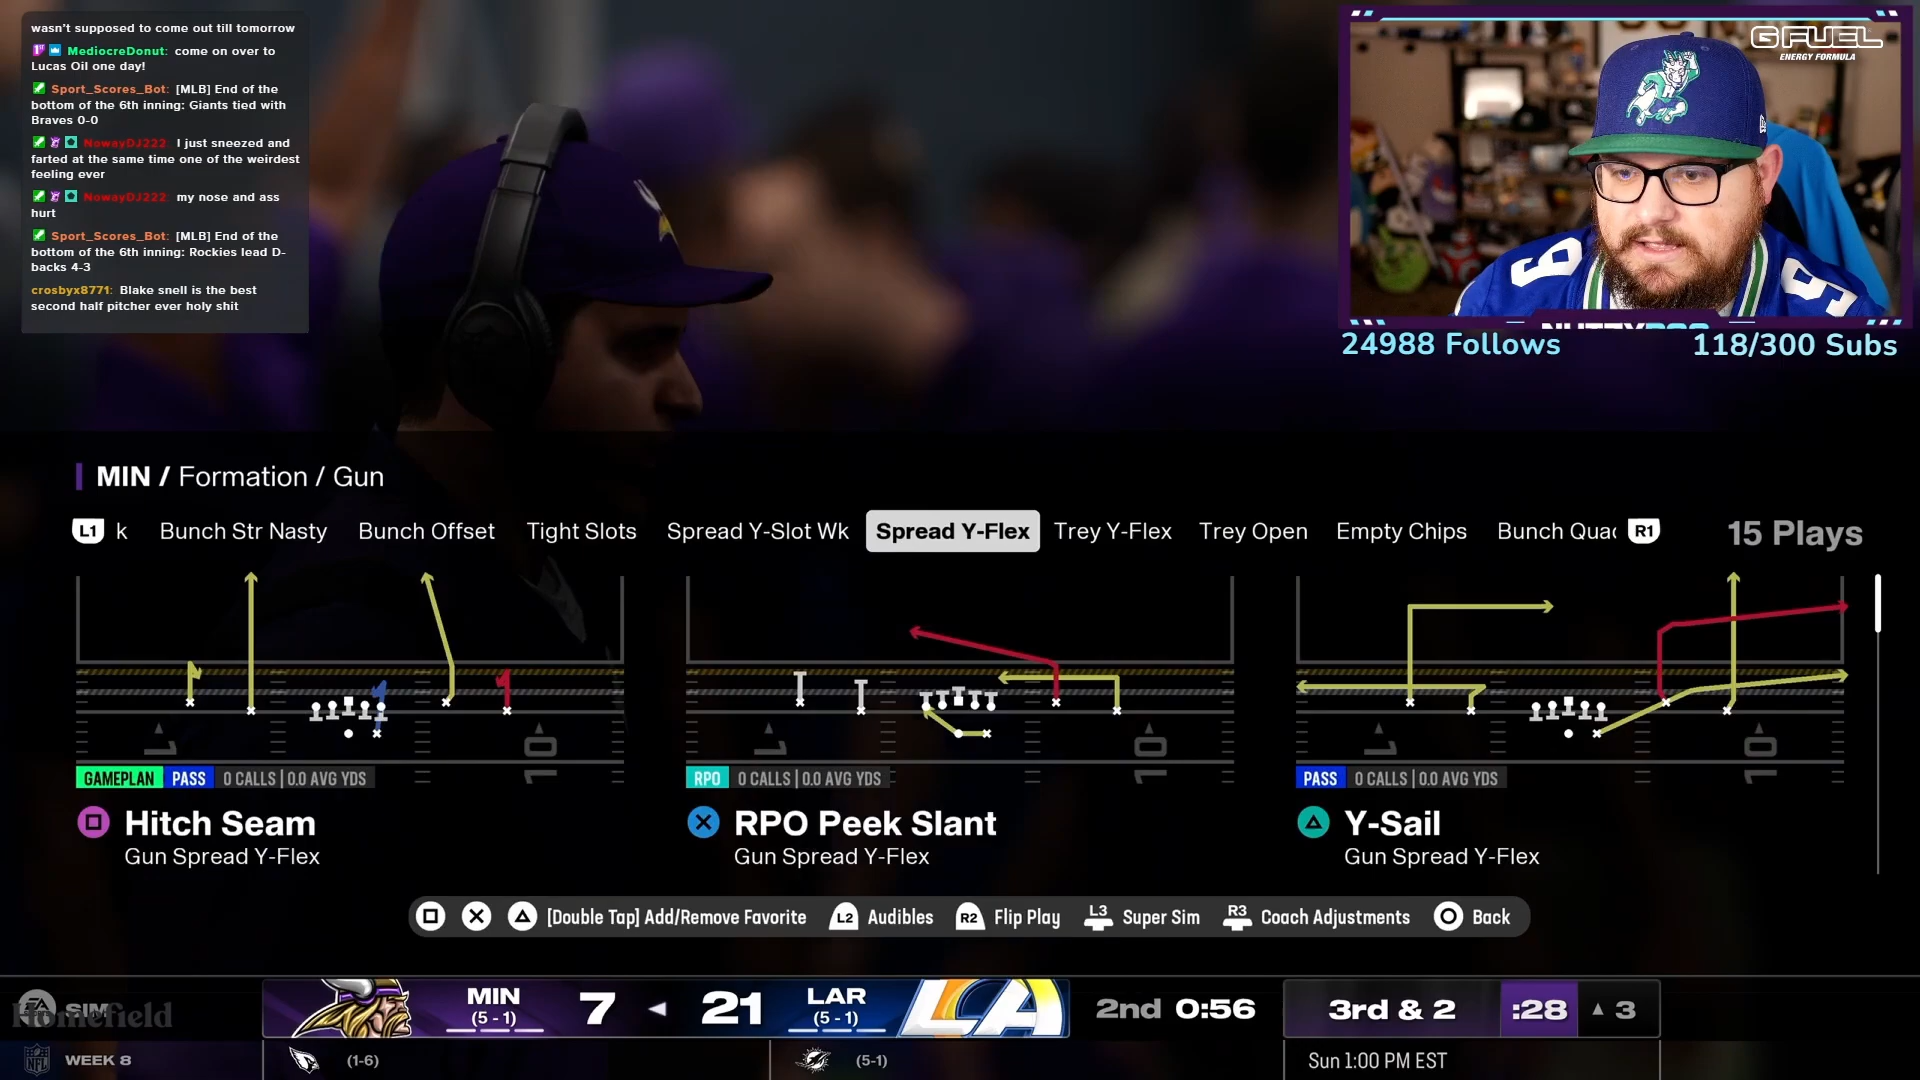 wasn't supposed to come out till tomorrow
MediocreDonut: come on over to
Lucas Oil one day!
Sport_Scores_Bot: [MLB] End of the
bottom of the 6th inning: Giants tied with
Braves 0-0
NowayDJ222: I just sneezed and
farted at the same time one of the weirdest
feeling ever
NowayDJ222: my nose and ass
hurt
Sport_Scores_Bot: [MLB] End of the
bottom of the 6th inning: Rockies lead D-
backs 4-3
crosbyx8771: Blake snell is the best
second half pitcher ever holy shit
G FUEL
ENERGY FORMULA
24988 Follows
118/300 Subs
MIN / Formation / Gun
L1 k Bunch Str Nasty Bunch Offset Tight Slots Spread Y-Slot Wk Spread Y-Flex Trey Y-Flex Trey Open Empty Chips Bunch Quac R1
15 Plays
GAMEPLAN PASS 0 CALLS | 0.0 AVG YDS
Hitch Seam
Gun Spread Y-Flex
RPO 0 CALLS | 0.0 AVG YDS
RPO Peek Slant
Gun Spread Y-Flex
PASS 0 CALLS | 0.0 AVG YDS
Y-Sail
Gun Spread Y-Flex
[Double Tap] Add/Remove Favorite L2 Audibles R2 Flip Play L3 Super Sim R3 Coach Adjustments Back
EA SIM
Homefield
MIN
(5 - 1)
7
21
LAR
(5 - 1)
2nd 0:56
3rd & 2
:28
3
NFL WEEK 8
(1-6)
(5-1)
Sun 1:00 PM EST